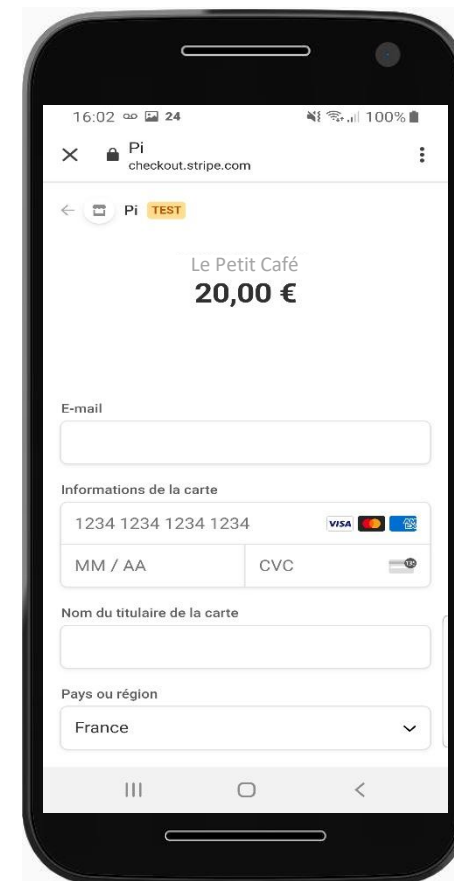 16:02 24 100%
Pi
checkout.stripe.com
Pi TEST
Le Petit Café
20,00 €
E-mail
Informations de la carte
1234 1234 1234 1234 VISA
MM / AA CVC 135
Nom du titulaire de la carte
Pays ou région
France